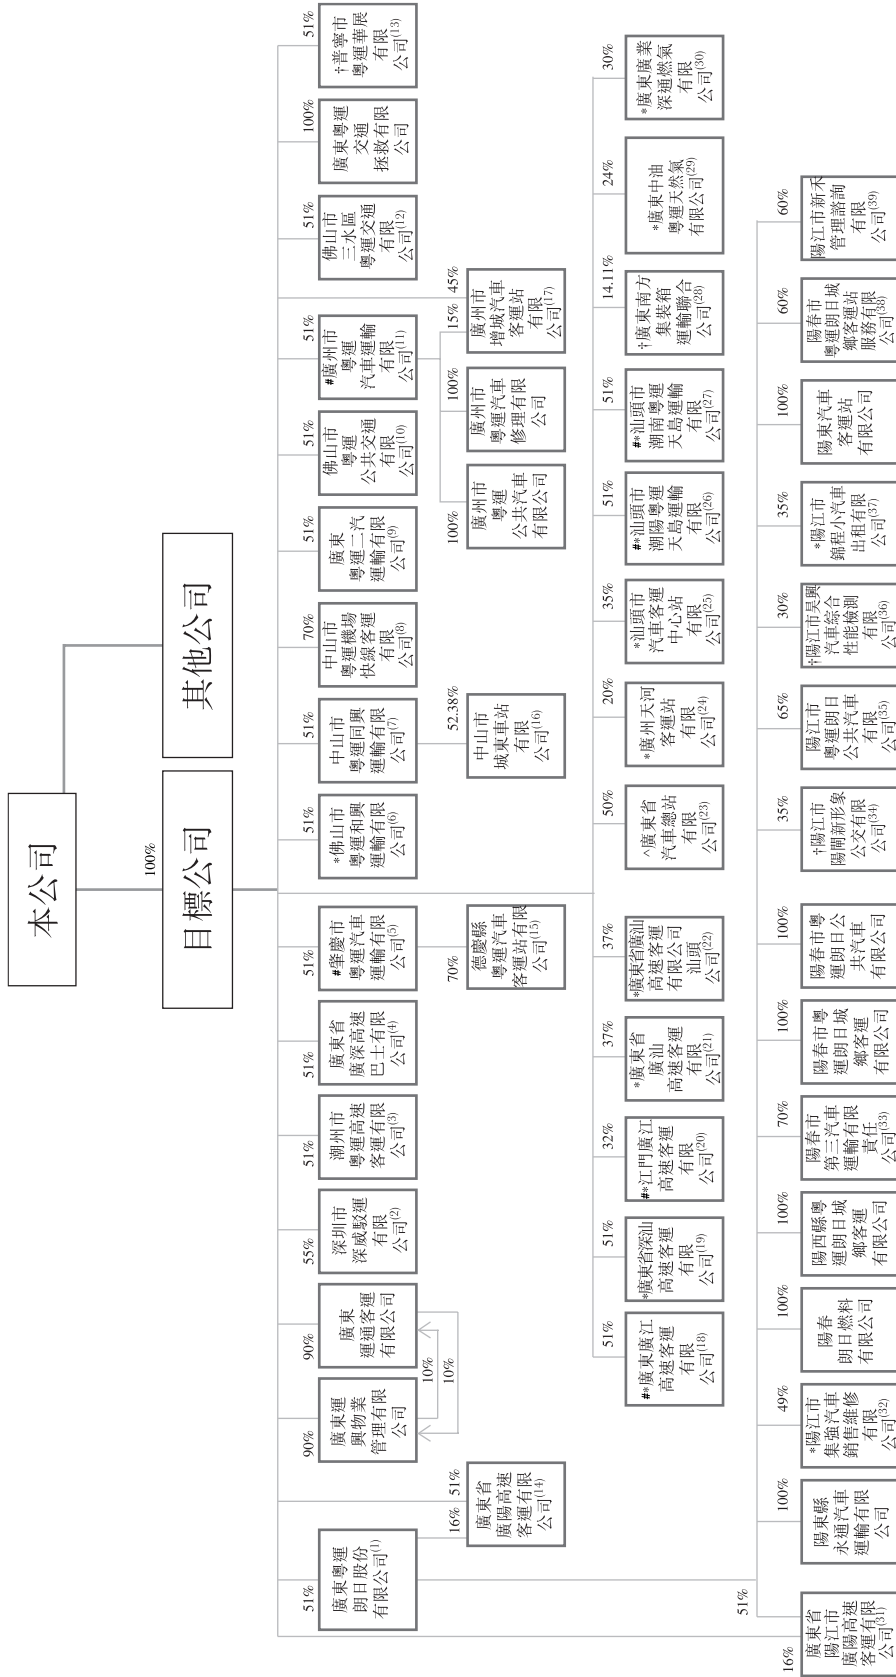 本公司
100%
目標公司
其他公司
51%
廣東粵運
朗日股份
有限公司(1)
90%
廣東運
興物業
管理有限
公司
90%
廣東
運通客運
有限公司
10%
10%
55%
深圳市
深威駁運
有限
公司(2)
51%
潮州市
粵運高速
客運有限
公司(3)
51%
廣東省
廣深高速
巴士有限
公司(4)
51%
#肇慶市
粵運汽車
運輸有限
公司(5)
51%
*佛山市
粵運和興
運輸有限
公司(6)
51%
中山市
粵運同興
運輸有限
公司(7)
70%
中山市
粵運機場
快線客運
有限
公司(8)
51%
廣東
粵運二汽
運輸有限
公司(9)
51%
佛山市
粵運
公共交通
有限
公司(10)
51%
#廣州市
粵運
汽車運輸
有限
公司(11)
51%
佛山市
三水區
粵運交通
有限
公司(12)
100%
廣東粵運
交通
拯救有限
公司
51%
†普寧市
粵運華展
有限
公司(13)
16%
51%
廣東省
廣陽高速
客運有限
公司(14)
70%
德慶縣
粵運汽車
客運站有限
公司(15)
52.38%
中山市
城東車站
有限
公司(16)
100%
廣州市
粵運
公共汽車
有限公司
100%
廣州市
粵運汽車
修理有限
公司
15%
45%
廣州市
增城汽車
客運站
有限
公司(17)
51%
#*廣東廣江
高速客運
有限
公司(18)
51%
*廣東省深汕
高速客運
有限
公司(19)
32%
#*江門廣江
高速客運
有限
公司(20)
37%
*廣東省
廣汕
高速客運
有限
公司(21)
37%
*廣東省廣汕
高速客運
有限公司
汕頭
公司(22)
50%
^廣東省
汽車總站
有限
公司(23)
20%
*廣州天河
客運站
有限
公司(24)
35%
*汕頭市
汽車客運
中心站
有限
公司(25)
51%
#*汕頭市
潮陽粵運
天島運輸
有限
公司(26)
51%
#*汕頭市
潮南粵運
天島運輸
有限
公司(27)
14.11%
†廣東南方
集裝箱
運輸聯合
公司(28)
24%
*廣東中油
粵運天然氣
有限公司(29)
30%
*廣東廣業
深通燃氣
有限
公司(30)
16%
51%
廣東省
陽江市
廣陽高速
客運有限
公司(31)
100%
陽東縣
永通汽車
運輸有限
公司
49%
*陽江市
集強汽車
銷售維修
有限
公司(32)
100%
陽春
朗日燃料
有限公司
100%
陽西縣粵
運朗日城
鄉客運
有限公司
70%
陽春市
第三汽車
運輸有限
責任
公司(33)
100%
陽春市粵
運朗日城
鄉客運
有限公司
100%
陽春市粵
運朗日公
共汽車
有限公司
35%
†陽江市
陽閘新形象
公交有限
公司(34)
65%
陽江市
粵運朗日
公共汽車
有限
公司(35)
30%
†陽江市昊興
汽車綜合
性能檢測
有限
公司(36)
35%
*陽江市
錦程小汽車
出租有限
公司(37)
100%
陽東汽車
客運站
有限公司
60%
陽春市
粵運朗日城
鄉客運站
服務有限
公司(38)
60%
陽江市新禾
管理諮詢
有限
公司(39)